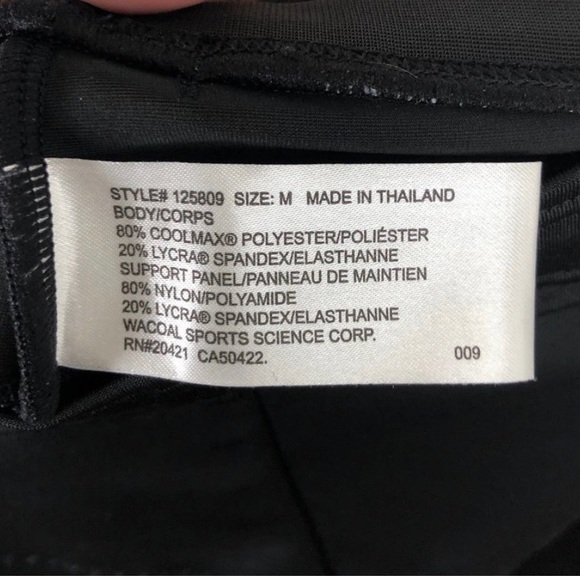 STYLE# 125809 SIZE: M MADE IN THAILAND
BODY/CORPS
80% COOLMAX® POLYESTER/POLIÉSTER
20% LYCRA® SPANDEX/ELASTHANNE
SUPPORT PANEL/PANNEAU DE MAINTIEN
80% NYLON/POLYAMIDE
20% LYCRA® SPANDEX/ELASTHANNE
WACOAL SPORTS SCIENCE CORP.
RN#20421 CA50422. 009